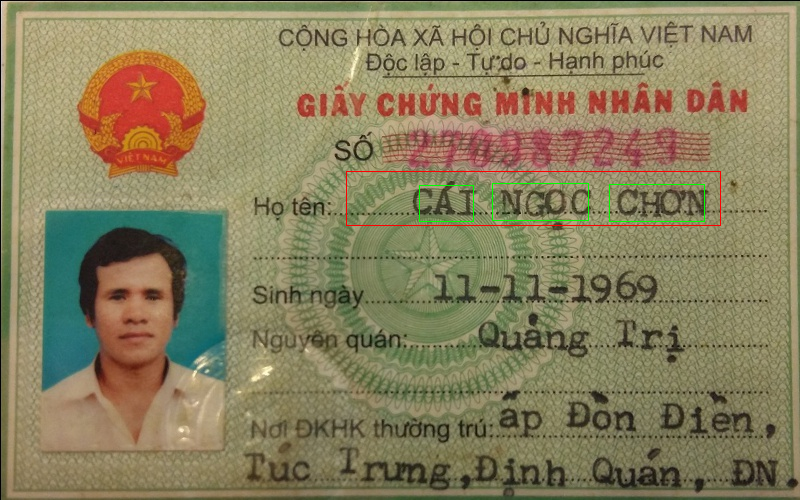 CỘNG HÒA XÃ HỘI CHỦ NGHĨA VIỆT NAM
Độc lập - Tự do - Hạnh phúc
GIẤY CHỨNG MINH NHÂN DÂN
SỐ 270987249
Họ tên: CÁI NGỌC CHƠN
Sinh ngày 11-11-1969
Nguyên quán: Quảng Trị
Nơi ĐKHK thường trú: ấp Đồn Điền,
Túc Trưng, Định Quán, ĐN.
VIỆT NAM